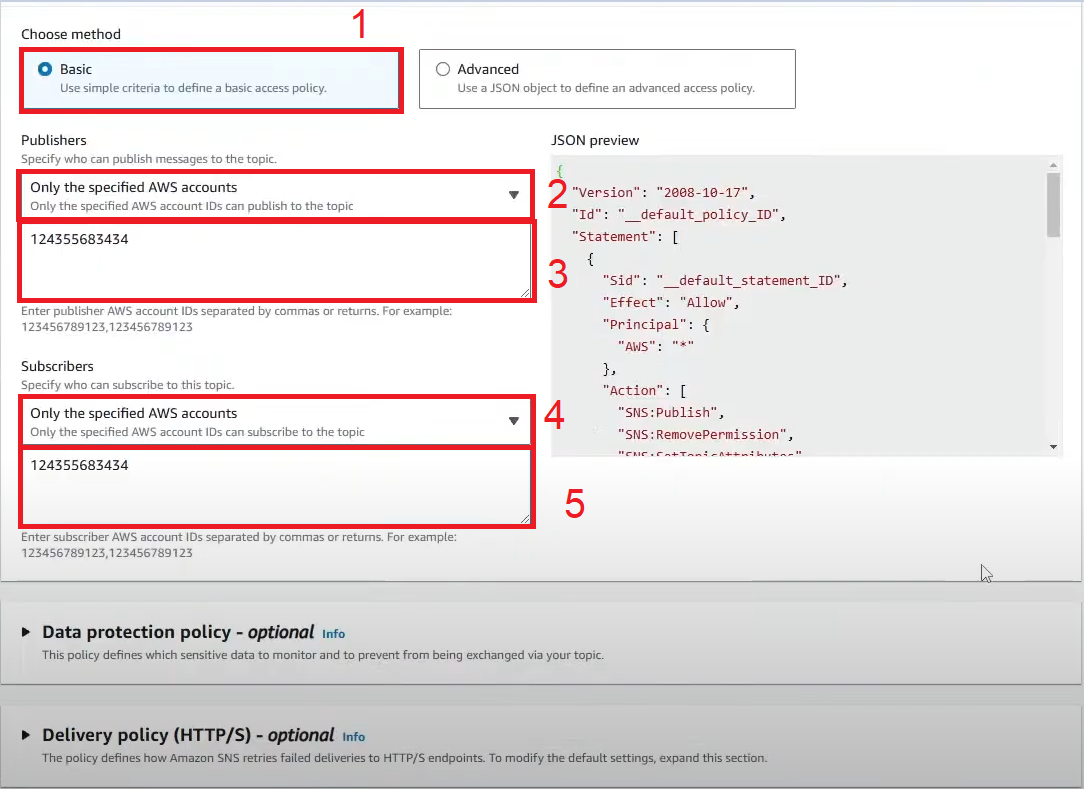 1
Choose method
Basic
Use simple criteria to define a basic access policy.
Advanced
Use a JSON object to define an advanced access policy.
Publishers
Specify who can publish messages to the topic.
Only the specified AWS accounts
Only the specified AWS account IDs can publish to the topic
2
124355683434
3
Enter publisher AWS account IDs separated by commas or returns. For example:
123456789123,123456789123
Subscribers
Specify who can subscribe to this topic.
Only the specified AWS accounts
Only the specified AWS account IDs can subscribe to the topic
4
124355683434
5
Enter subscriber AWS account IDs separated by commas or returns. For example:
123456789123,123456789123
JSON preview
{
"Version": "2008-10-17",
"Id": "__default_policy_ID",
"Statement": [
{
"Sid": "__default_statement_ID",
"Effect": "Allow",
"Principal": {
"AWS": "*"
},
"Action": [
"SNS:Publish",
"SNS:RemovePermission",
"SNS:SetTopicAttributes"
Data protection policy - optional Info
This policy defines which sensitive data to monitor and to prevent from being exchanged via your topic.
Delivery policy (HTTP/S) - optional Info
The policy defines how Amazon SNS retries failed deliveries to HTTP/S endpoints. To modify the default settings, expand this section.